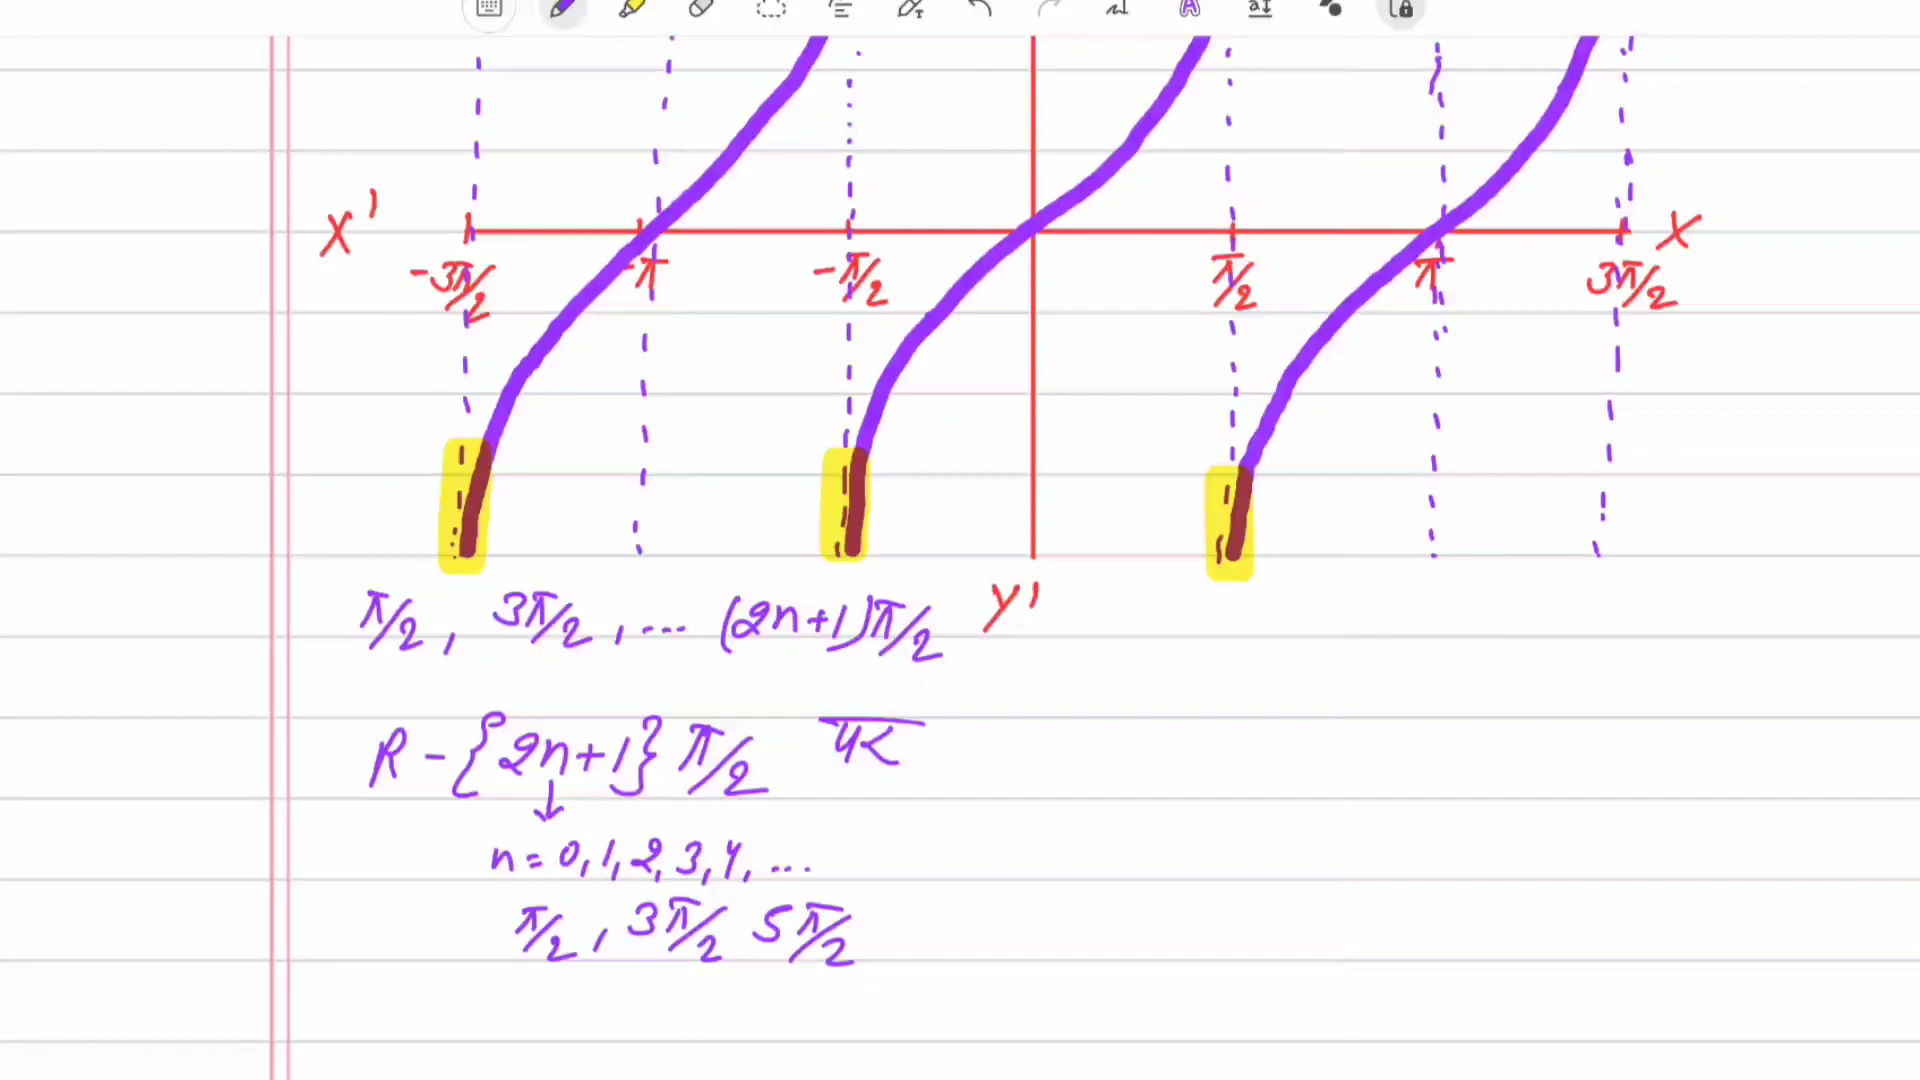 X' -3π/2 -π -π/2 π/2 π 3π/2 X
π/2, 3π/2, ... (2n+1)π/2 y'
R - {2n+1} π/2
↓
n = 0, 1, 2, 3, 4, ...
π/2, 3π/2 5π/2